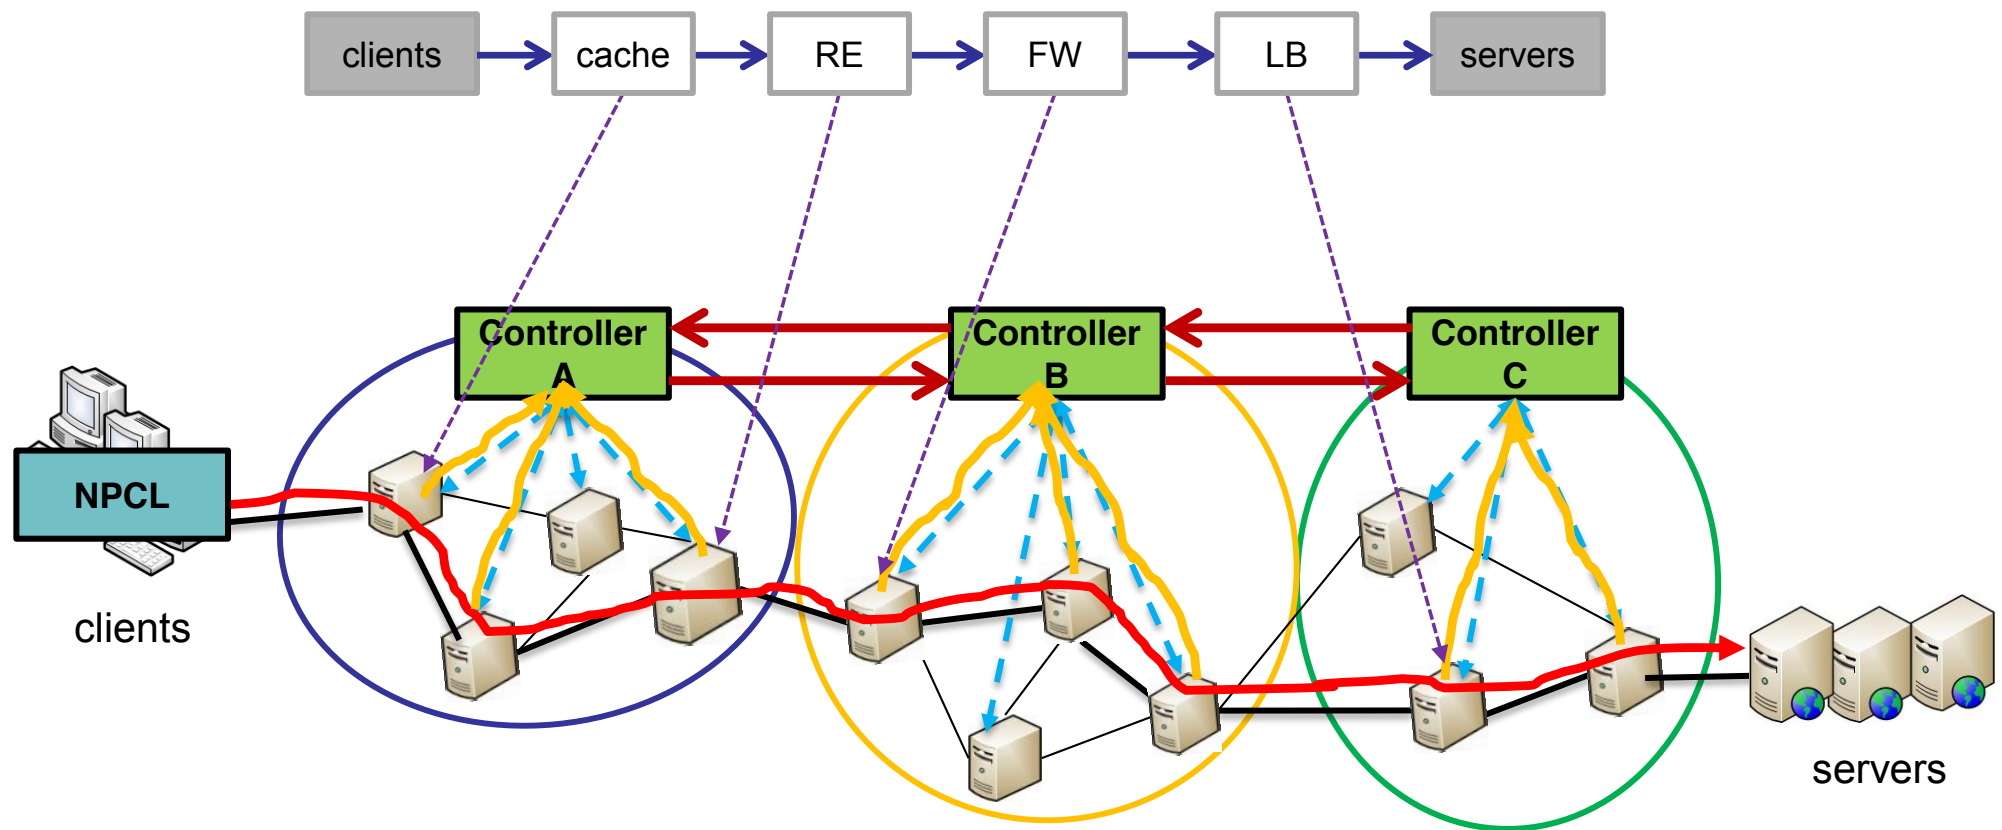 clients
cache
RE
FW
LB
servers
Controller
A
Controller
B
Controller
C
NPCL
clients
servers